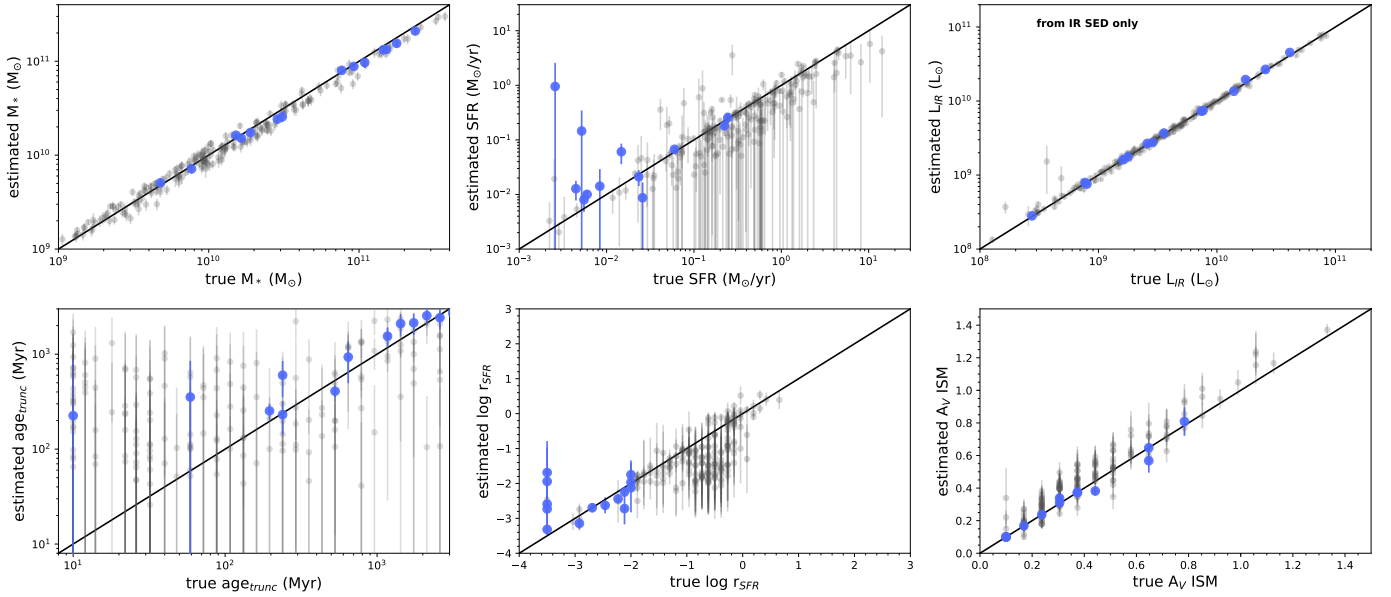 estimated M* (M⊙)
10⁹
10¹⁰
10¹¹
10⁹ 10¹⁰ 10¹¹
true M* (M⊙)
estimated SFR (M⊙/yr)
10¹
10⁰
10⁻¹
10⁻²
10⁻³
10⁻³ 10⁻² 10⁻¹ 10⁰ 10¹
true SFR (M⊙/yr)
from IR SED only
estimated L_IR (L⊙)
10¹¹
10¹⁰
10⁹
10⁸
10⁸ 10⁹ 10¹⁰ 10¹¹
true L_IR (L⊙)
estimated age_trunc (Myr)
10³
10²
10¹
10¹ 10² 10³
true age_trunc (Myr)
estimated log r_SFR
3
2
1
0
−1
−2
−3
−4
−4 −3 −2 −1 0 1 2 3
true log r_SFR
estimated A_V ISM
1.4
1.2
1.0
0.8
0.6
0.4
0.2
0.0
0.0 0.2 0.4 0.6 0.8 1.0 1.2 1.4
true A_V ISM